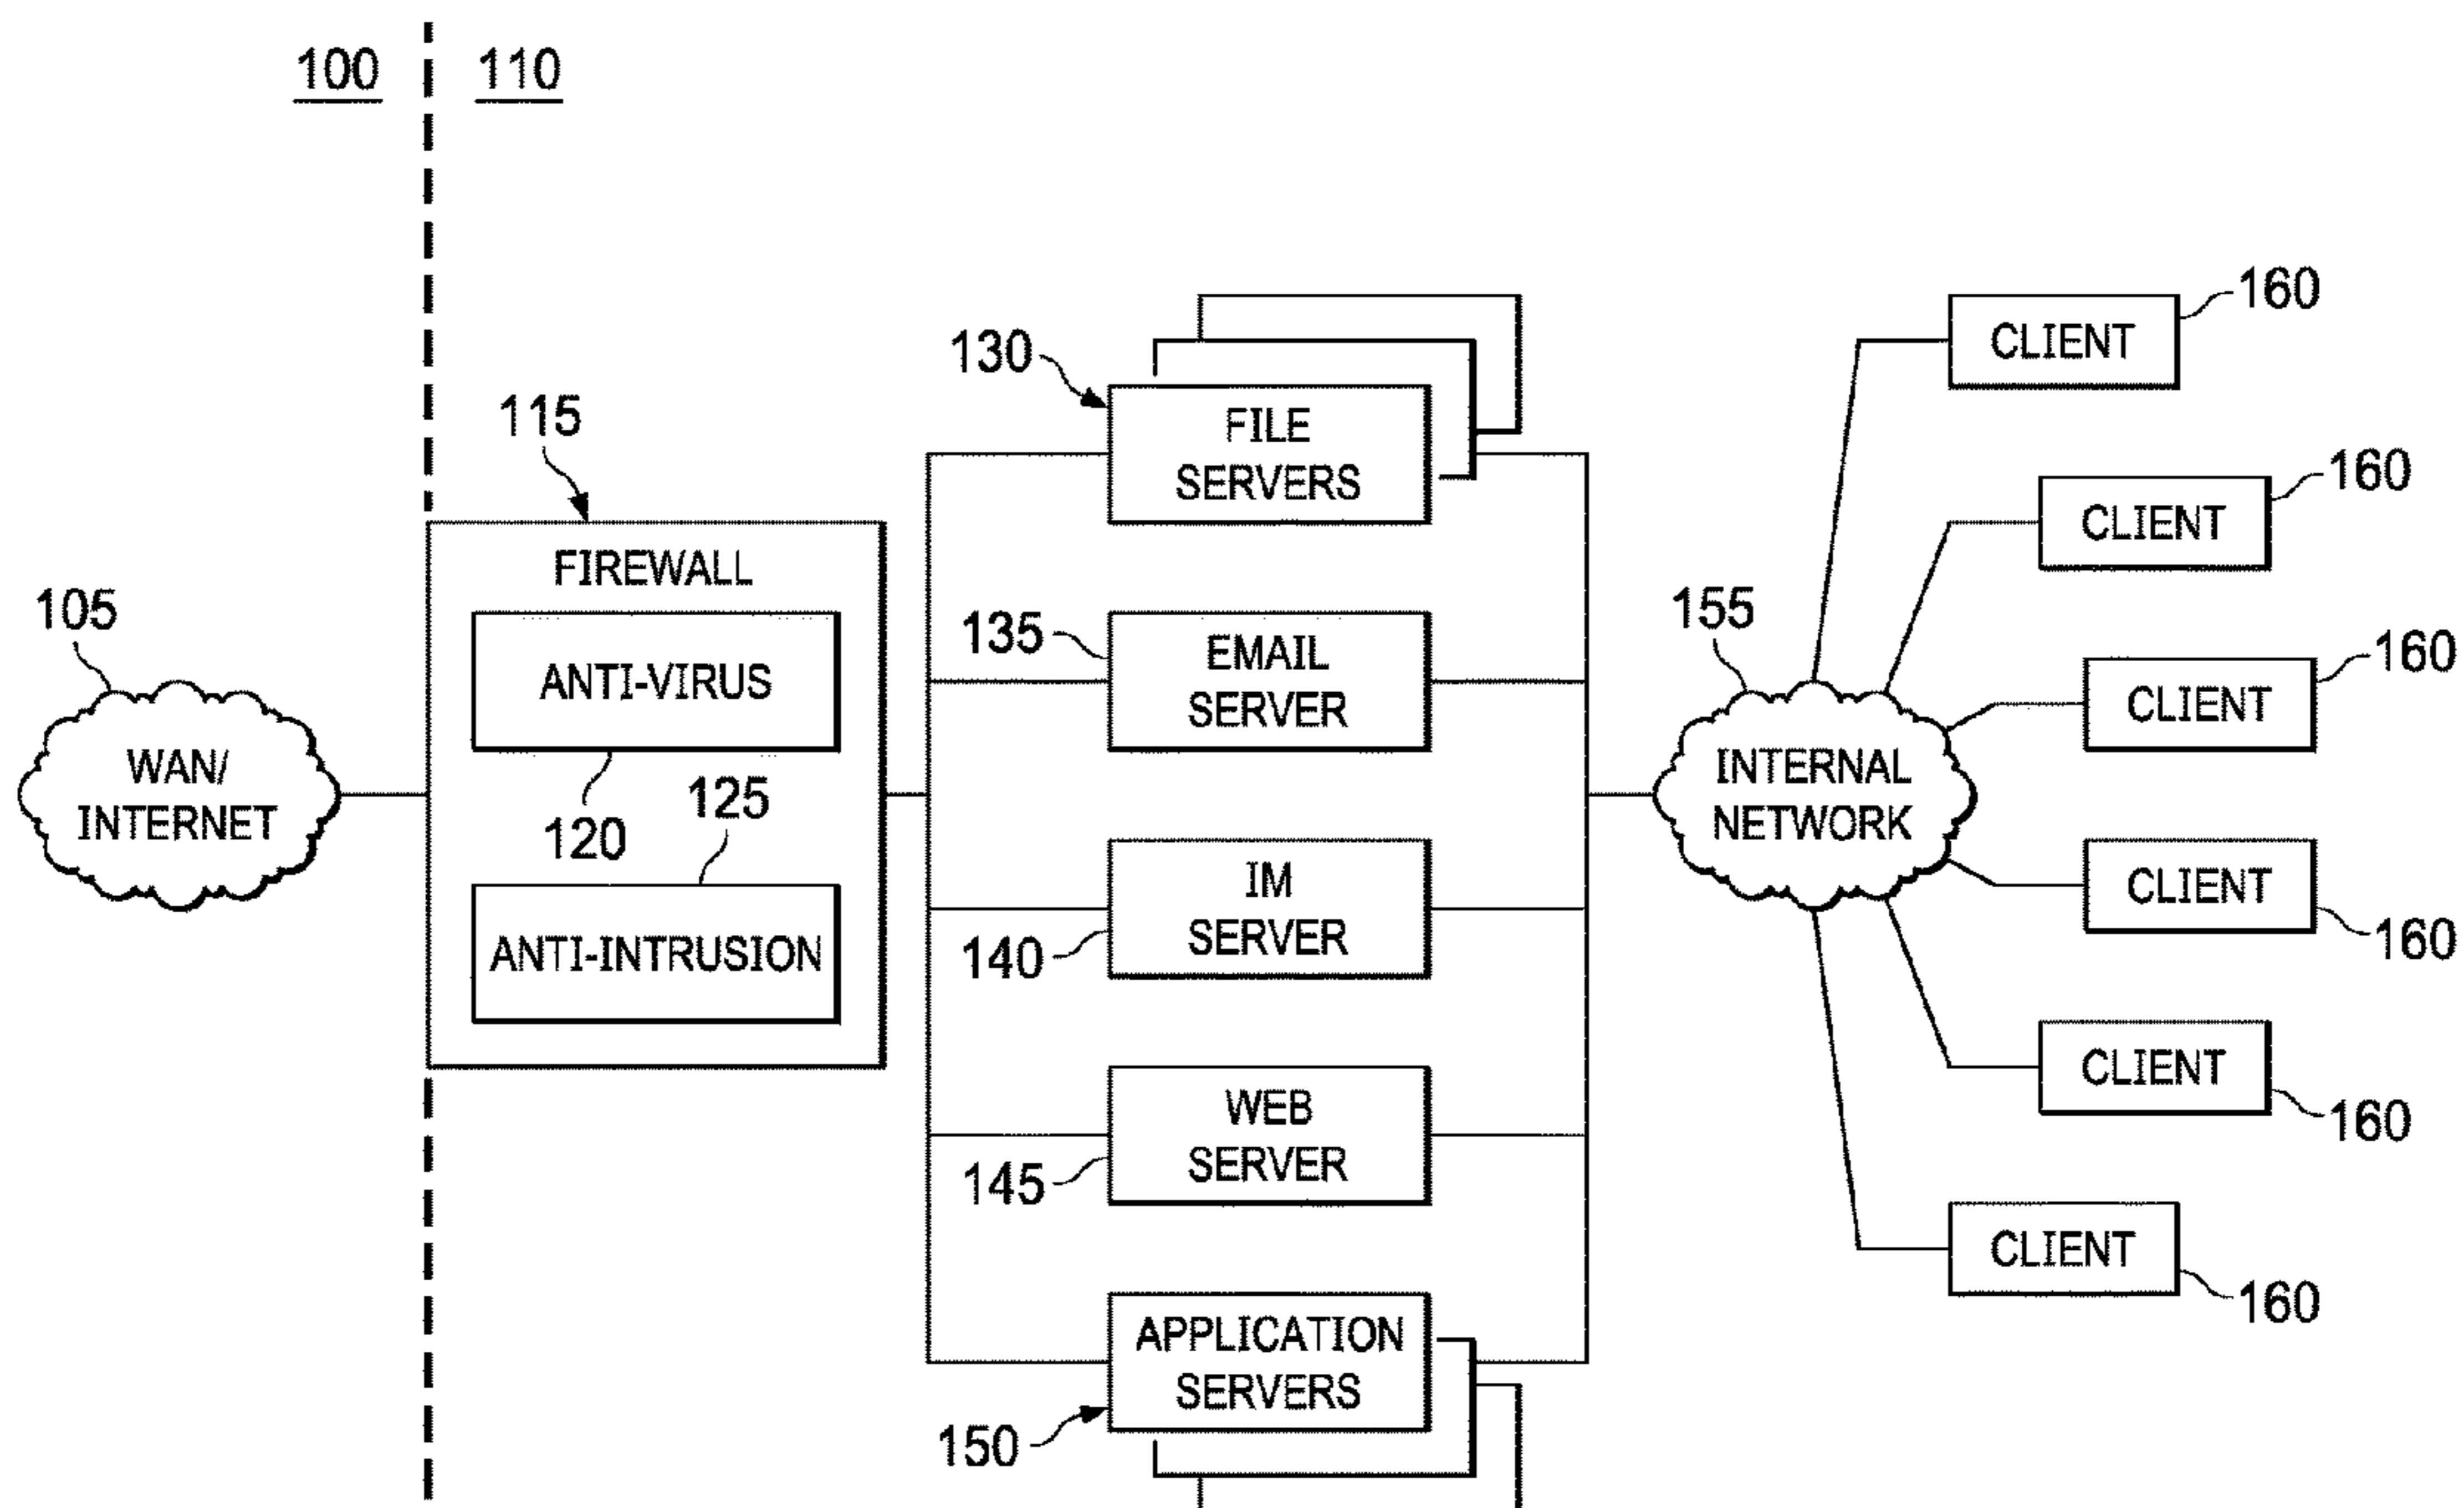 100
110
105
WAN/
INTERNET
115
FIREWALL
ANTI-VIRUS
120
125
ANTI-INTRUSION
130
FILE
SERVERS
135
EMAIL
SERVER
IM
SERVER
140
WEB
SERVER
145
APPLICATION
SERVERS
150
155
INTERNAL
NETWORK
CLIENT
160
CLIENT
160
CLIENT
160
CLIENT
160
CLIENT
160
CLIENT
160